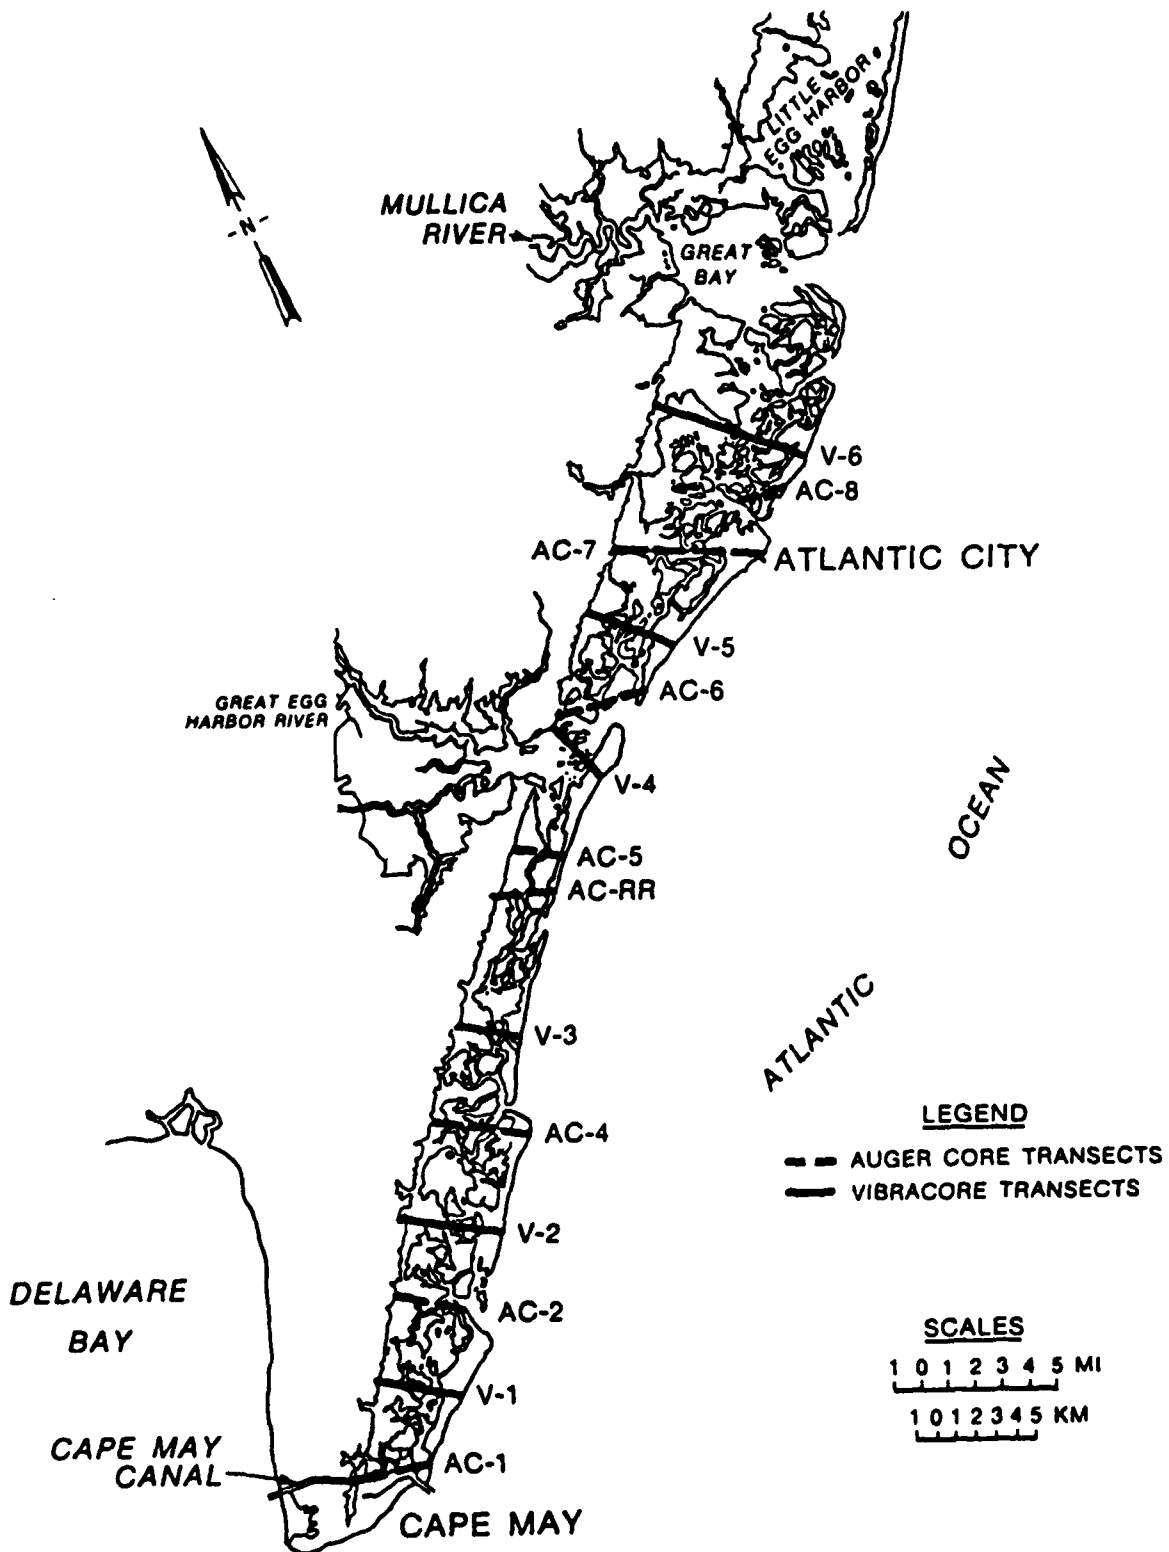 LITTLE
EGG HARBOR
N
MULLICA
RIVER
GREAT
BAY
V-6
AC-8
AC-7
ATLANTIC CITY
V-5
AC-6
GREAT EGG
HARBOR RIVER
V-4
OCEAN
AC-5
AC-RR
ATLANTIC
V-3
LEGEND
AC-4
AUGER CORE TRANSECTS
VIBRACORE TRANSECTS
V-2
DELAWARE
BAY
AC-2
SCALES
1 0 1 2 3 4 5 MI
1 0 1 2 3 4 5 KM
V-1
CAPE MAY
CANAL
AC-1
CAPE MAY